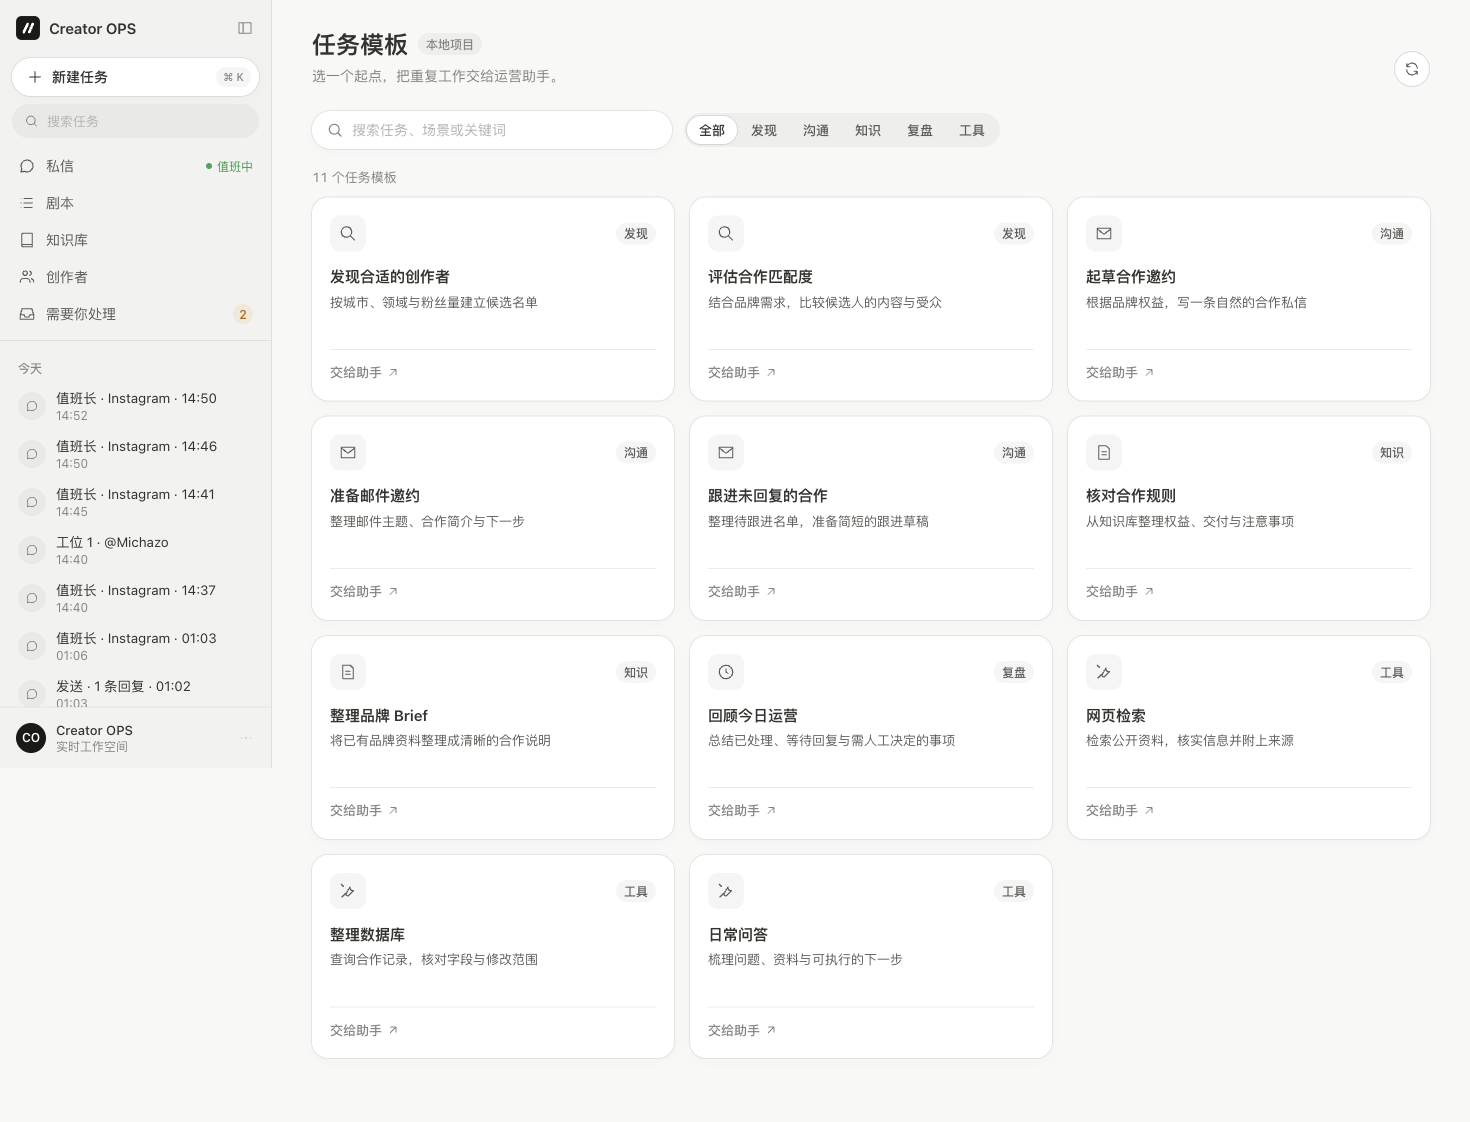 Creator OPS
新建任务
⌘ K
搜索任务
私信
值班中
剧本
知识库
创作者
需要你处理
2
今天
值班长 · Instagram · 14:50
14:52
值班长 · Instagram · 14:46
14:50
值班长 · Instagram · 14:41
14:45
工位 1 · @Michazo
14:40
值班长 · Instagram · 14:37
14:40
值班长 · Instagram · 01:03
01:06
发送 · 1 条回复 · 01:02
01:03
CO
Creator OPS
实时工作空间
任务模板
本地项目
选一个起点，把重复工作交给运营助手。
搜索任务、场景或关键词
全部
发现
沟通
知识
复盘
工具
11 个任务模板
发现
发现合适的创作者
按城市、领域与粉丝量建立候选名单
交给助手
发现
评估合作匹配度
结合品牌需求，比较候选人的内容与受众
交给助手
沟通
起草合作邀约
根据品牌权益，写一条自然的合作私信
交给助手
沟通
准备邮件邀约
整理邮件主题、合作简介与下一步
交给助手
沟通
跟进未回复的合作
整理待跟进名单，准备简短的跟进草稿
交给助手
知识
核对合作规则
从知识库整理权益、交付与注意事项
交给助手
知识
整理品牌 Brief
将已有品牌资料整理成清晰的合作说明
交给助手
复盘
回顾今日运营
总结已处理、等待回复与需人工决定的事项
交给助手
工具
网页检索
检索公开资料，核实信息并附上来源
交给助手
工具
整理数据库
查询合作记录，核对字段与修改范围
交给助手
工具
日常问答
梳理问题、资料与可执行的下一步
交给助手